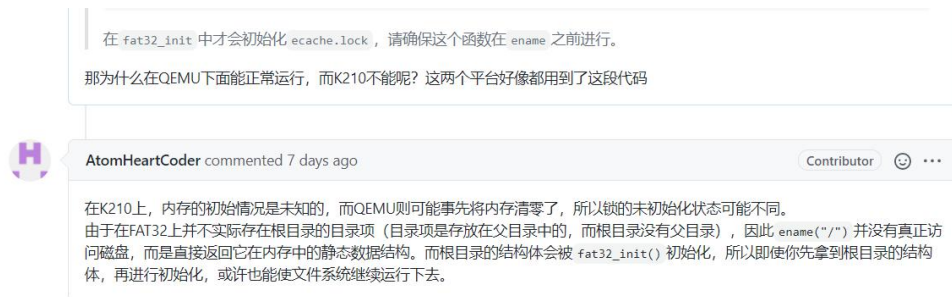 在 fat32_init 中才会初始化 ecache.lock ，请确保这个函数在 ename 之前进行。
那为什么在QEMU下面能正常运行，而K210不能呢？这两个平台好像都用到了这段代码
AtomHeartCoder commented 7 days ago
Contributor
在K210上，内存的初始情况是未知的，而QEMU则可能事先将内存清零了，所以锁的未初始化状态可能不同。
由于在FAT32上并不实际存在根目录的目录项（目录项是存放在父目录中的，而根目录没有父目录），因此 ename("/") 并没有真正访
问磁盘，而是直接返回它在内存中的静态数据结构。而根目录的结构体会被 fat32_init() 初始化，所以即使你先拿到根目录的结构
体，再进行初始化，或许也能使文件系统继续运行下去。